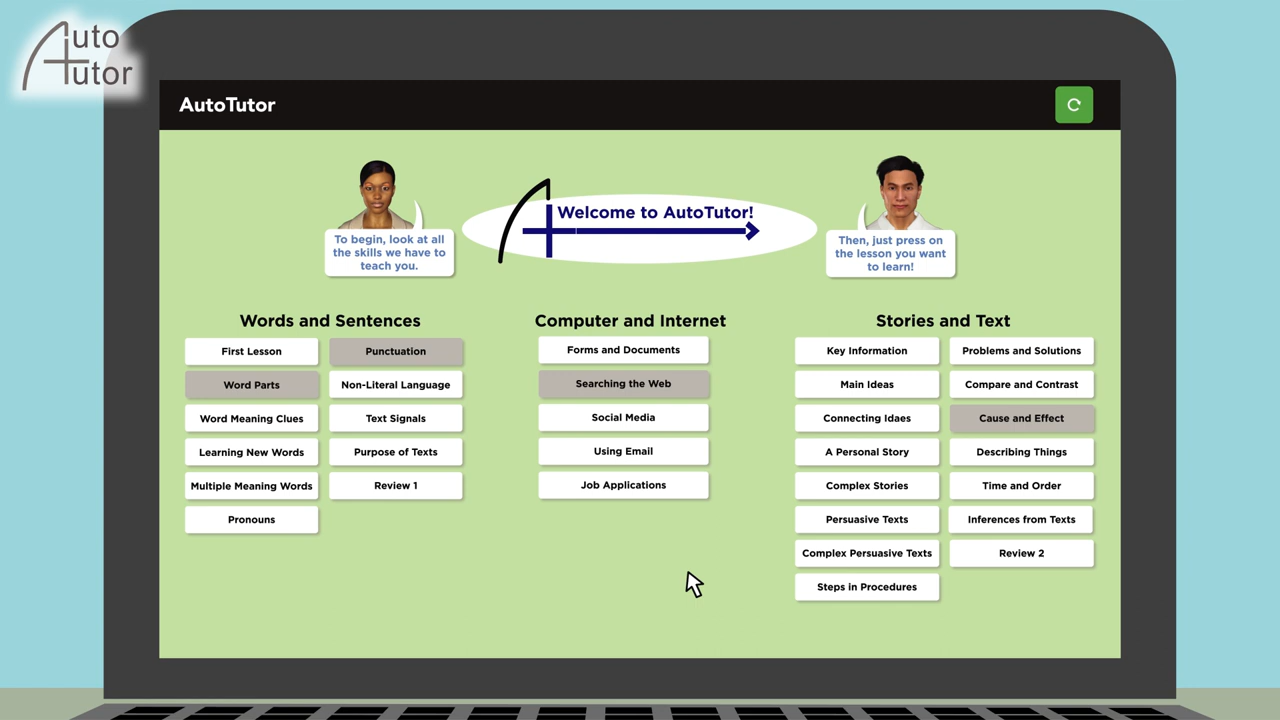 Auto
Tutor
AutoTutor
Welcome to AutoTutor!
To begin, look at all
the skills we have to
teach you.
Then, just press on
the lesson you want
to learn!
Words and Sentences
First Lesson
Word Parts
Word Meaning Clues
Learning New Words
Multiple Meaning Words
Pronouns
Punctuation
Non-Literal Language
Text Signals
Purpose of Texts
Review 1
Computer and Internet
Forms and Documents
Searching the Web
Social Media
Using Email
Job Applications
Stories and Text
Key Information
Main Ideas
Connecting Idaes
A Personal Story
Complex Stories
Persuasive Texts
Complex Persuasive Texts
Steps in Procedures
Problems and Solutions
Compare and Contrast
Cause and Effect
Describing Things
Time and Order
Inferences from Texts
Review 2